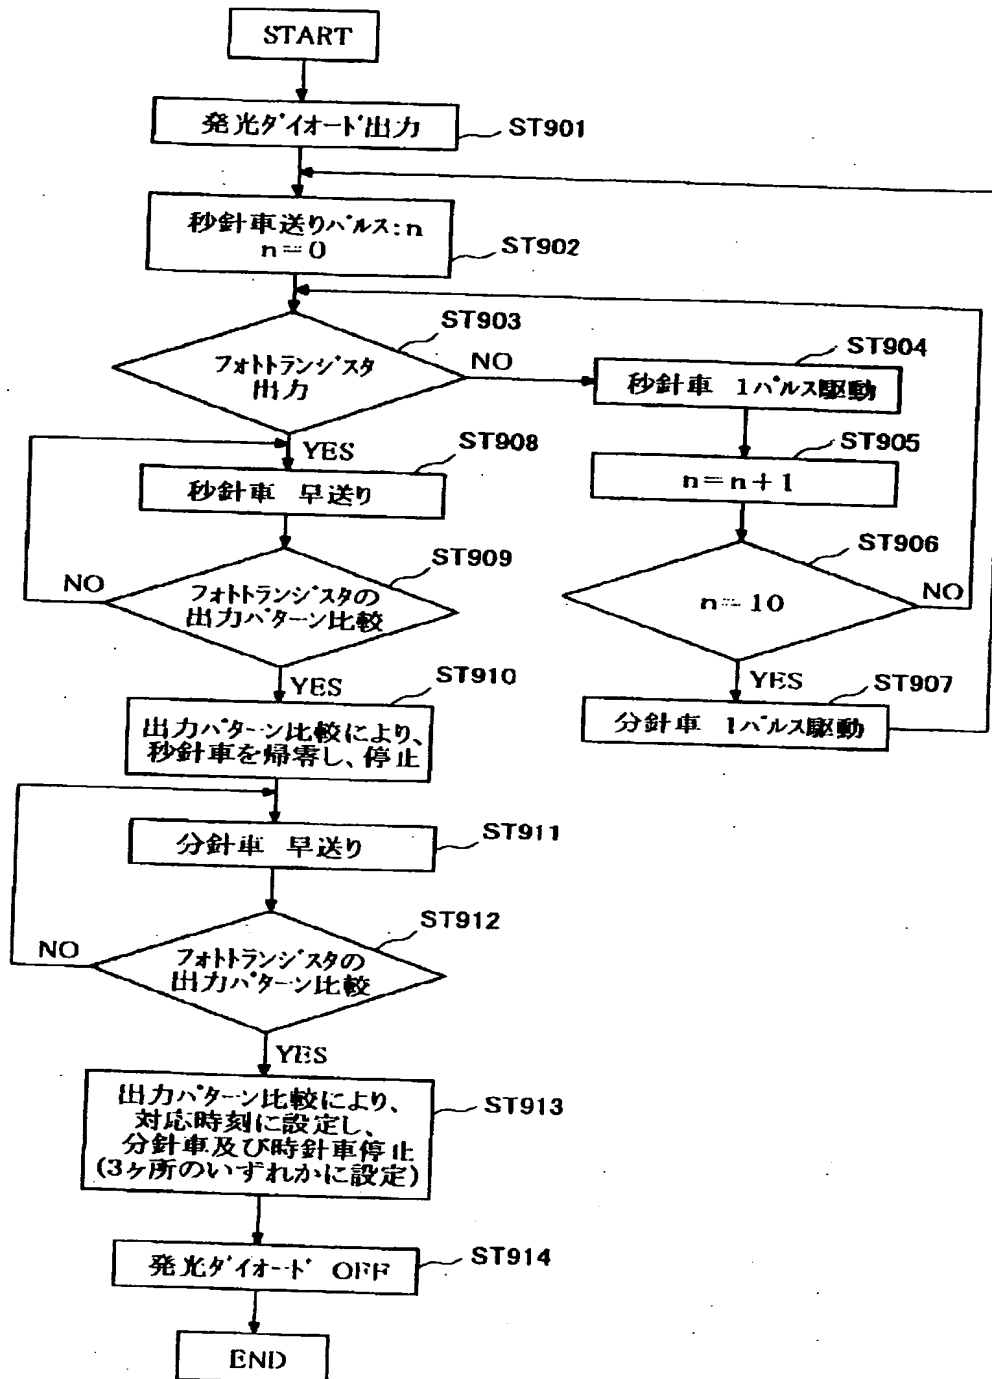 START
発光ダイオード出力
ST901
秒針車送りパルス:n
n=0
ST902
フォトトランジスタ
出力
ST903
NO
秒針車 1パルス駆動
ST904
n=n+1
ST905
n=10
ST906
NO
YES
分針車 1パルス駆動
ST907
YES
秒針車 早送り
ST908
フォトトランジスタの
出力パターン比較
ST909
NO
YES
出力パターン比較により、
秒針車を帰零し、停止
ST910
分針車 早送り
ST911
フォトトランジスタの
出力パターン比較
ST912
NO
YES
出力パターン比較により、
対応時刻に設定し、
分針車及び時針車停止
(3ヶ所のいずれかに設定)
ST913
発光ダイオード OFF
ST914
END